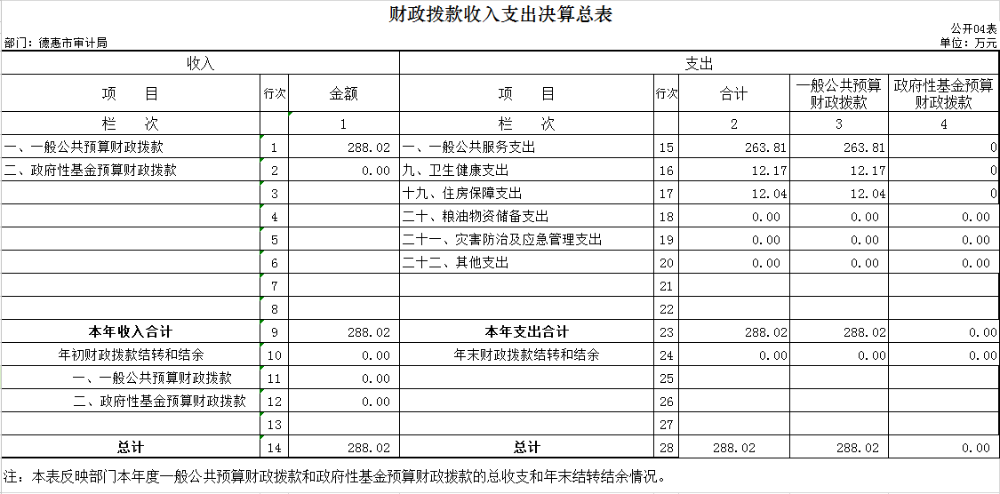 财政拨款收入支出决算总表
公开04表
部门：德惠市审计局 单位：万元
收入 支出
项 目 行次 金额 项 目 行次 合计 一般公共预算财政拨款 政府性基金预算财政拨款
栏 次 1 栏 次 2 3 4
一、一般公共预算财政拨款 1 288.02 一、一般公共服务支出 15 263.81 263.81 0
二、政府性基金预算财政拨款 2 0.00 九、卫生健康支出 16 12.17 12.17 0
3 十九、住房保障支出 17 12.04 12.04 0
4 二十、粮油物资储备支出 18 0.00 0.00 0.00
5 二十一、灾害防治及应急管理支出 19 0.00 0.00 0.00
6 二十二、其他支出 20 0.00 0.00 0.00
7 21
8 22
本年收入合计 9 288.02 本年支出合计 23 288.02 288.02 0.00
年初财政拨款结转和结余 10 0.00 年末财政拨款结转和结余 24 0.00 0.00 0.00
一、一般公共预算财政拨款 11 0.00 25
二、政府性基金预算财政拨款 12 0.00 26
13 27
总计 14 288.02 总计 28 288.02 288.02 0.00
注：本表反映部门本年度一般公共预算财政拨款和政府性基金预算财政拨款的总收支和年末结转结余情况。